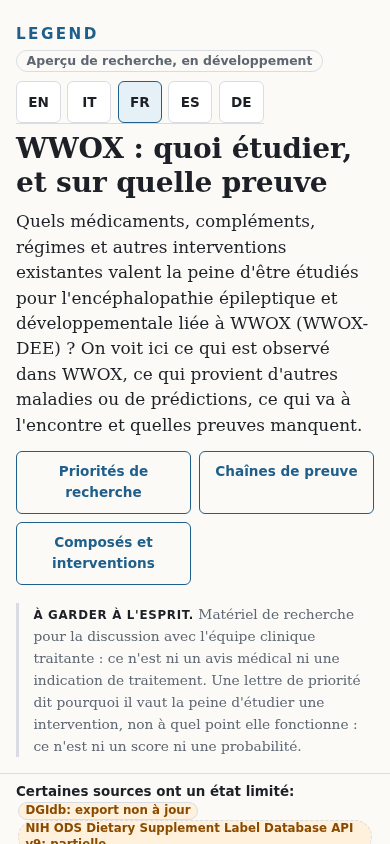 LEGEND
Aperçu de recherche, en développement
EN IT FR ES DE
WWOX : quoi étudier,
et sur quelle preuve
Quels médicaments, compléments,
régimes et autres interventions
existantes valent la peine d'être étudiés
pour l'encéphalopathie épileptique et
développementale liée à WWOX (WWOX-
DEE) ? On voit ici ce qui est observé
dans WWOX, ce qui provient d'autres
maladies ou de prédictions, ce qui va à
l'encontre et quelles preuves manquent.
Priorités de
recherche
Chaînes de preuve
Composés et
interventions
À GARDER À L'ESPRIT. Matériel de recherche
pour la discussion avec l'équipe clinique
traitante : ce n'est ni un avis médical ni une
indication de traitement. Une lettre de priorité
dit pourquoi il vaut la peine d'étudier une
intervention, non à quel point elle fonctionne :
ce n'est ni un score ni une probabilité.
Certaines sources ont un état limité:
DGIdb: export non à jour
NIH ODS Dietary Supplement Label Database API
v9: partielle